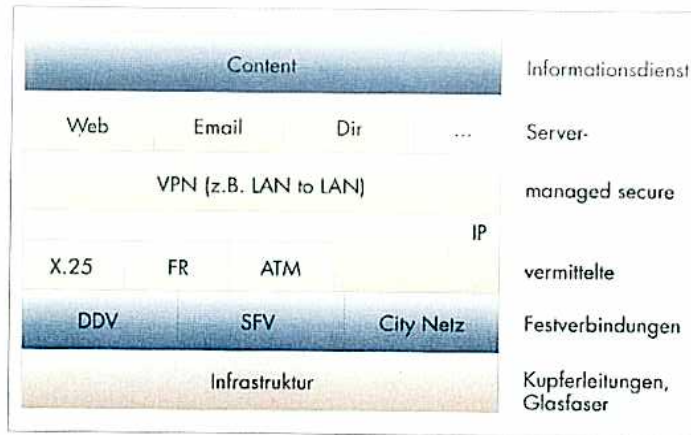 Content Informationsdienst
Web Email Dir ... Server-
VPN (z.B. LAN to LAN) managed secure
IP
X.25 FR ATM vermittelte
DDV SFV City Netz Festverbindungen
Infrastruktur Kupferleitungen,
Glasfaser